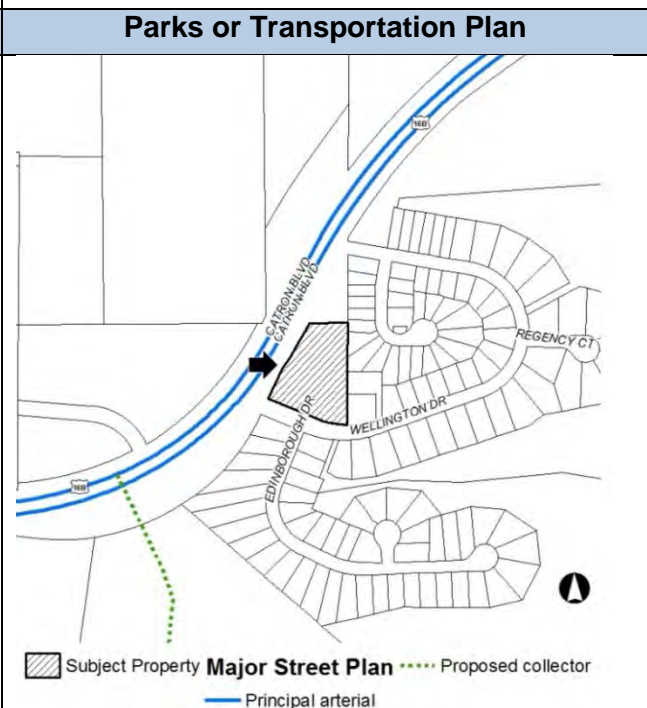 Parks or Transportation Plan
16B
CATRON BLVD
CATRON BLVD
REGENCY CT
EDINBOROUGH DR
WELLINGTON DR
16B
Subject Property Major Street Plan Proposed collector
Principal arterial